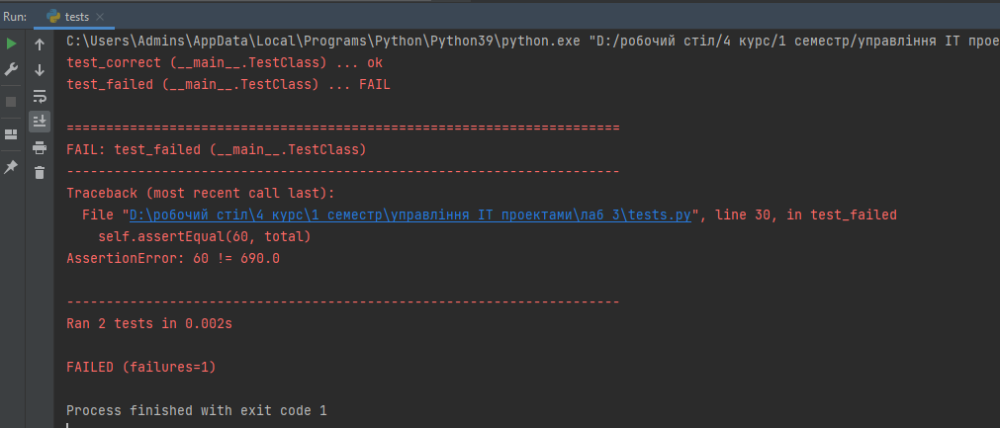 Run: tests
C:\Users\Admins\AppData\Local\Programs\Python\Python39\python.exe "D:/робочий стіл/4 курс/1 семестр/управління ІТ прое
test_correct (__main__.TestClass) ... ok
test_failed (__main__.TestClass) ... FAIL
======================================================================
FAIL: test_failed (__main__.TestClass)
----------------------------------------------------------------------
Traceback (most recent call last):
File "D:\робочий стіл\4 курс\1 семестр\управління ІТ проектами\лаб 3\tests.py", line 30, in test_failed
self.assertEqual(60, total)
AssertionError: 60 != 690.0
----------------------------------------------------------------------
Ran 2 tests in 0.002s
FAILED (failures=1)
Process finished with exit code 1